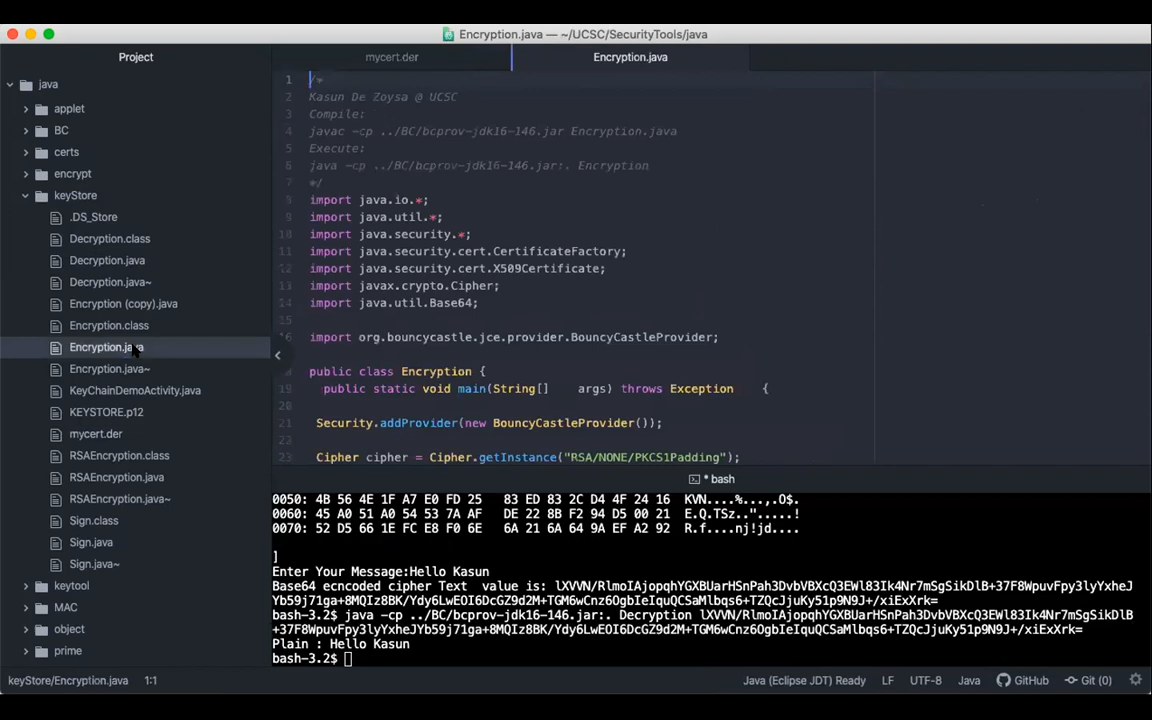 Encryption.java — ~/UCSC/SecurityTools/java
Project
mycert.der
Encryption.java
java
applet
BC
certs
encrypt
keyStore
.DS_Store
Decryption.class
Decryption.java
Decryption.java~
Encryption (copy).java
Encryption.class
Encryption.java
Encryption.java~
KeyChainDemoActivity.java
KEYSTORE.p12
mycert.der
RSAEncryption.class
RSAEncryption.java
RSAEncryption.java~
Sign.class
Sign.java
Sign.java~
keytool
MAC
object
prime
1 /*
2 Kasun De Zoysa @ UCSC
3 Compile:
4 javac -cp ../BC/bcprov-jdk16-146.jar Encryption.java
5 Execute:
6 java -cp ../BC/bcprov-jdk16-146.jar:. Encryption
7 */
8 import java.io.*;
9 import java.util.*;
10 import java.security.*;
11 import java.security.cert.CertificateFactory;
12 import java.security.cert.X509Certificate;
13 import javax.crypto.Cipher;
14 import java.util.Base64;
15
16 import org.bouncycastle.jce.provider.BouncyCastleProvider;
17
18 public class Encryption {
19 public static void main(String[] args) throws Exception {
20
21 Security.addProvider(new BouncyCastleProvider());
22
23 Cipher cipher = Cipher.getInstance("RSA/NONE/PKCS1Padding");
* bash
0050: 4B 56 4E 1F A7 E0 FD 25 83 ED 83 2C D4 4F 24 16 KVN....%...,.O$.
0060: 45 A0 51 A0 54 53 7A AF DE 22 8B F2 94 D5 00 21 E.Q.TSz..".....!
0070: 52 D5 66 1E FC E8 F0 6E 6A 21 6A 64 9A EF A2 92 R.f....nj!jd....
]
Enter Your Message:Hello Kasun
Base64 ecncoded cipher Text value is: lXVVN/RlmoIAjopqhYGXBUarHSnPah3DvbVBXcQ3EWl83Ik4Nr7mSgSikDlB+37F8WpuvFpy3lyYxheJ
Yb59j71ga+8MQIz8BK/Ydy6LwEOI6DcGZ9d2M+TGM6wCnz6OgbIeIquQCSaMlbqs6+TZQcJjuKy51p9N9J+/xiExXrk=
bash-3.2$ java -cp ../BC/bcprov-jdk16-146.jar:. Decryption lXVVN/RlmoIAjopqhYGXBUarHSnPah3DvbVBXcQ3EWl83Ik4Nr7mSgSikDlB
+37F8WpuvFpy3lyYxheJYb59j71ga+8MQIz8BK/Ydy6LwEOI6DcGZ9d2M+TGM6wCnz6OgbIeIquQCSaMlbqs6+TZQcJjuKy51p9N9J+/xiExXrk=
Plain : Hello Kasun
bash-3.2$
keyStore/Encryption.java 1:1 Java (Eclipse JDT) Ready LF UTF-8 Java GitHub Git (0)